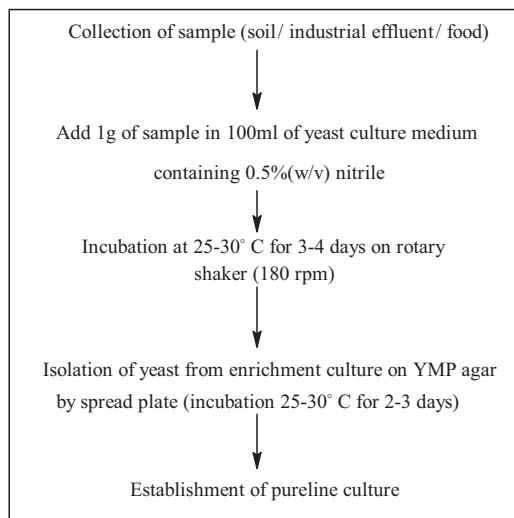 Collection of sample (soil/ industrial effluent/ food)
Add 1g of sample in 100ml of yeast culture medium
containing 0.5%(w/v) nitrile
Incubation at 25-30° C for 3-4 days on rotary
shaker (180 rpm)
Isolation of yeast from enrichment culture on YMP agar
by spread plate (incubation 25-30° C for 2-3 days)
Establishment of pureline culture